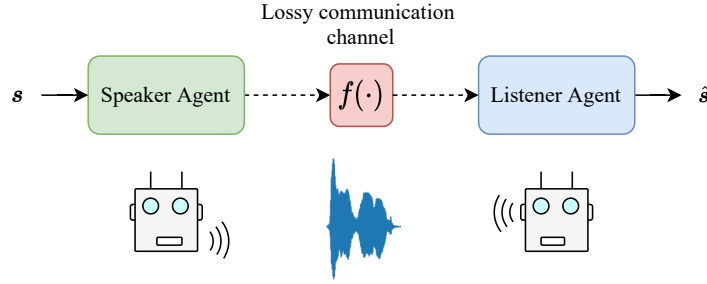 Lossy communication
channel
s Speaker Agent f(·) Listener Agent ŝ